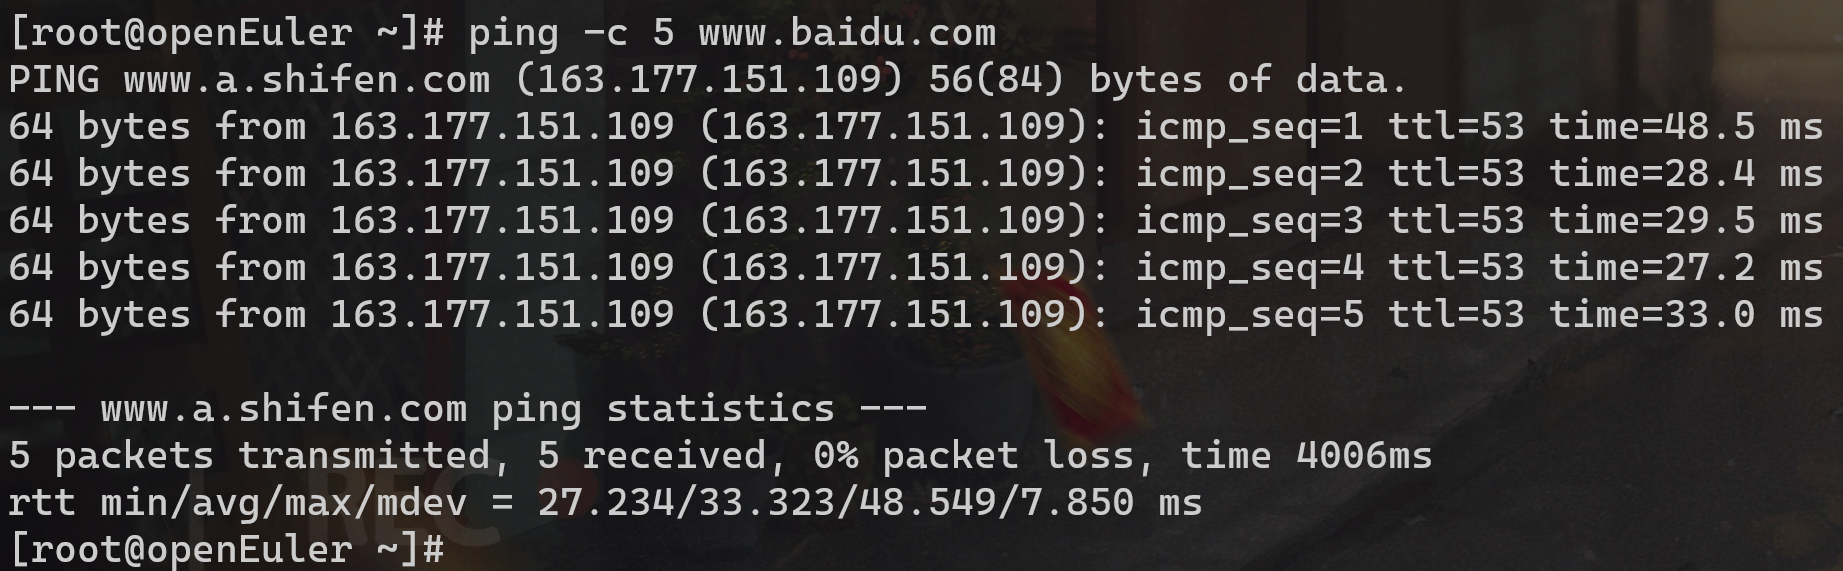 [root@openEuler ~]# ping -c 5 www.baidu.com
PING www.a.shifen.com (163.177.151.109) 56(84) bytes of data.
64 bytes from 163.177.151.109 (163.177.151.109): icmp_seq=1 ttl=53 time=48.5 ms
64 bytes from 163.177.151.109 (163.177.151.109): icmp_seq=2 ttl=53 time=28.4 ms
64 bytes from 163.177.151.109 (163.177.151.109): icmp_seq=3 ttl=53 time=29.5 ms
64 bytes from 163.177.151.109 (163.177.151.109): icmp_seq=4 ttl=53 time=27.2 ms
64 bytes from 163.177.151.109 (163.177.151.109): icmp_seq=5 ttl=53 time=33.0 ms
--- www.a.shifen.com ping statistics ---
5 packets transmitted, 5 received, 0% packet loss, time 4006ms
rtt min/avg/max/mdev = 27.234/33.323/48.549/7.850 ms
REC
[root@openEuler ~]#